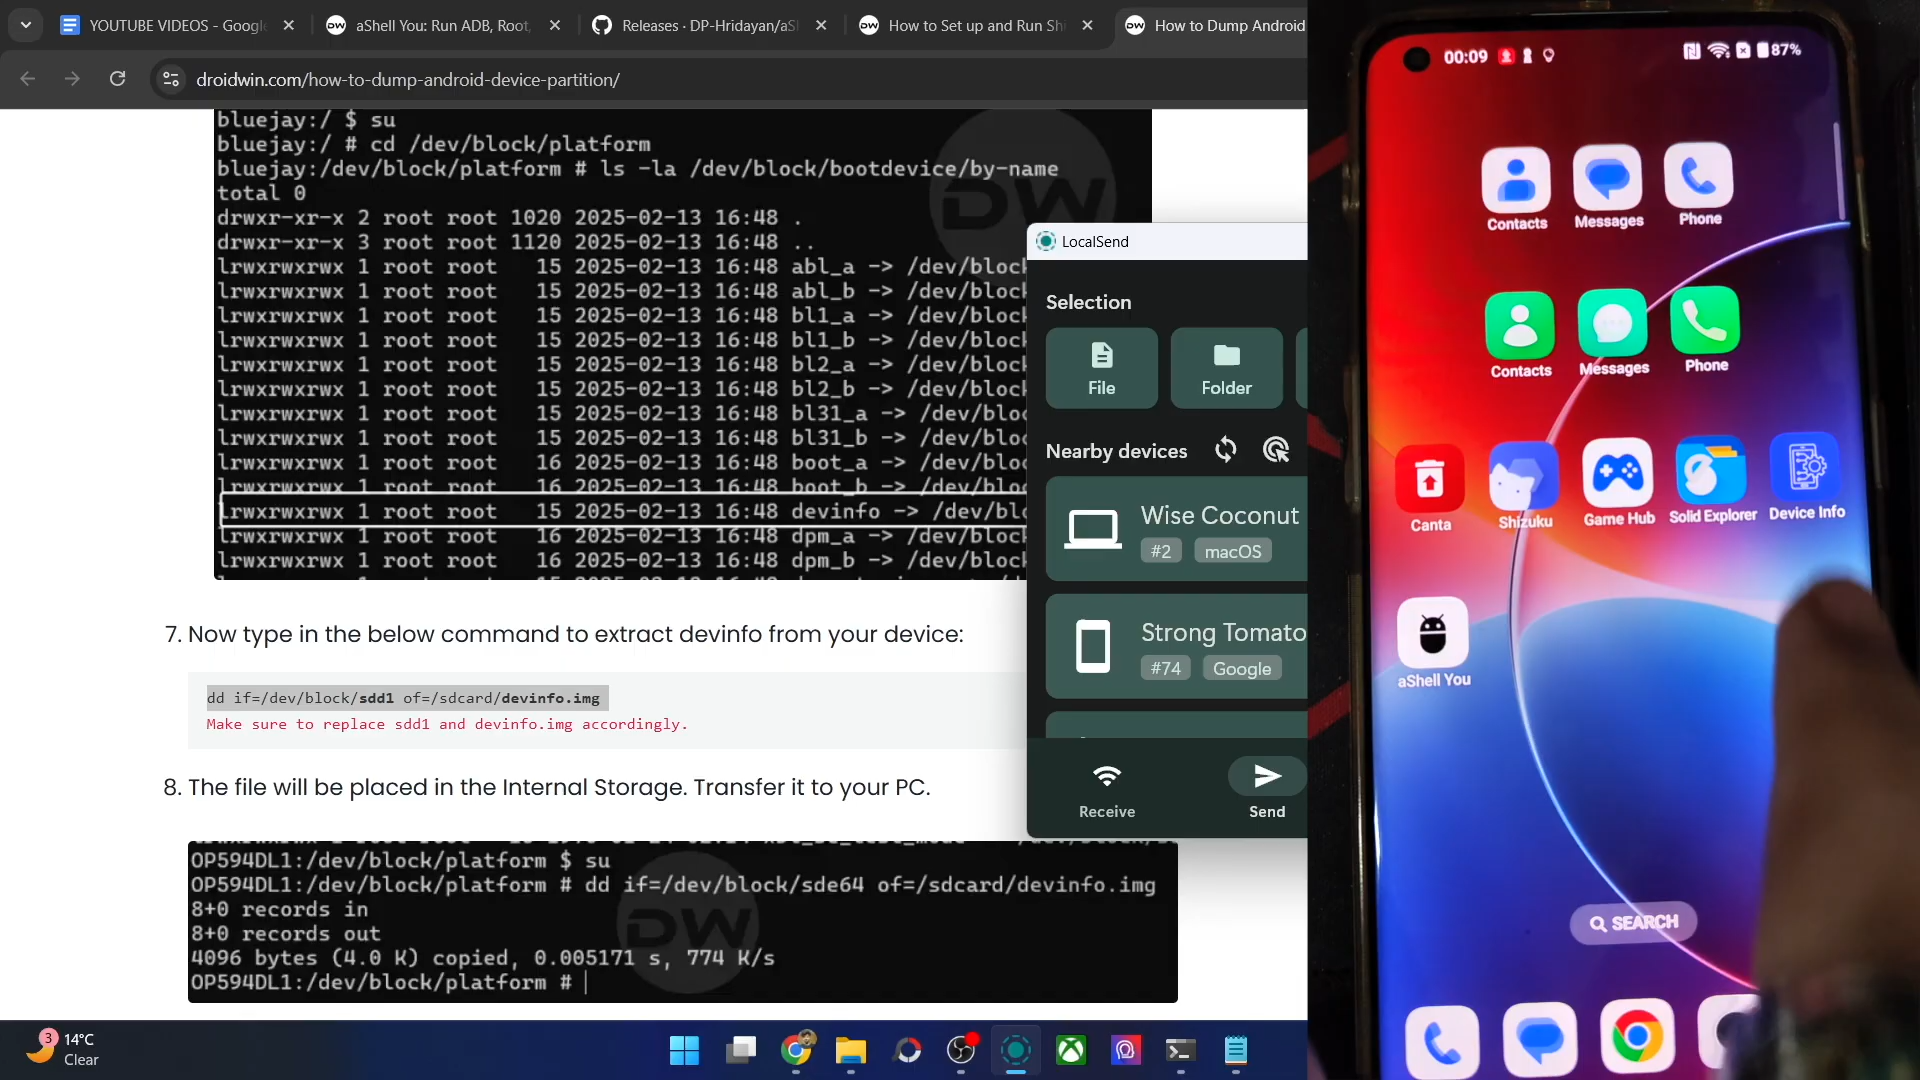 YOUTUBE VIDEOS - Google
aShell You: Run ADB, Root,
Releases · DP-Hridayan/aS
How to Set up and Run Shi
How to Dump Android
droidwin.com/how-to-dump-android-device-partition/
bluejay:/ $ su
bluejay:/ # cd /dev/block/platform
bluejay:/dev/block/platform # ls -la /dev/block/bootdevice/by-name
total 0
drwxr-xr-x 2 root root 1020 2025-02-13 16:48 .
drwxr-xr-x 3 root root 1120 2025-02-13 16:48 ..
lrwxrwxrwx 1 root root 15 2025-02-13 16:48 abl_a -> /dev/block
lrwxrwxrwx 1 root root 15 2025-02-13 16:48 abl_b -> /dev/block
lrwxrwxrwx 1 root root 15 2025-02-13 16:48 bl1_a -> /dev/block
lrwxrwxrwx 1 root root 15 2025-02-13 16:48 bl1_b -> /dev/block
lrwxrwxrwx 1 root root 15 2025-02-13 16:48 bl2_a -> /dev/block
lrwxrwxrwx 1 root root 15 2025-02-13 16:48 bl2_b -> /dev/block
lrwxrwxrwx 1 root root 15 2025-02-13 16:48 bl31_a -> /dev/bloc
lrwxrwxrwx 1 root root 15 2025-02-13 16:48 bl31_b -> /dev/bloc
lrwxrwxrwx 1 root root 16 2025-02-13 16:48 boot_a -> /dev/bloc
lrwxrwxrwx 1 root root 16 2025-02-13 16:48 boot_b -> /dev/bloc
lrwxrwxrwx 1 root root 15 2025-02-13 16:48 devinfo -> /dev/blo
lrwxrwxrwx 1 root root 16 2025-02-13 16:48 dpm_a -> /dev/block
lrwxrwxrwx 1 root root 16 2025-02-13 16:48 dpm_b -> /dev/block
DW
7. Now type in the below command to extract devinfo from your device:
dd if=/dev/block/sdd1 of=/sdcard/devinfo.img
Make sure to replace sdd1 and devinfo.img accordingly.
8. The file will be placed in the Internal Storage. Transfer it to your PC.
OP594DL1:/dev/block/platform $ su
OP594DL1:/dev/block/platform # dd if=/dev/block/sde64 of=/sdcard/devinfo.img
8+0 records in
8+0 records out
4096 bytes (4.0 K) copied, 0.005171 s, 774 K/s
OP594DL1:/dev/block/platform #
DW
LocalSend
Selection
File
Folder
Nearby devices
Wise Coconut
#2
macOS
Strong Tomato
#74
Google
Receive
Send
3
14°C
Clear
00:09
87%
Contacts
Messages
Phone
Contacts
Messages
Phone
Canta
Shizuku
Game Hub
Solid Explorer
Device Info
aShell You
SEARCH